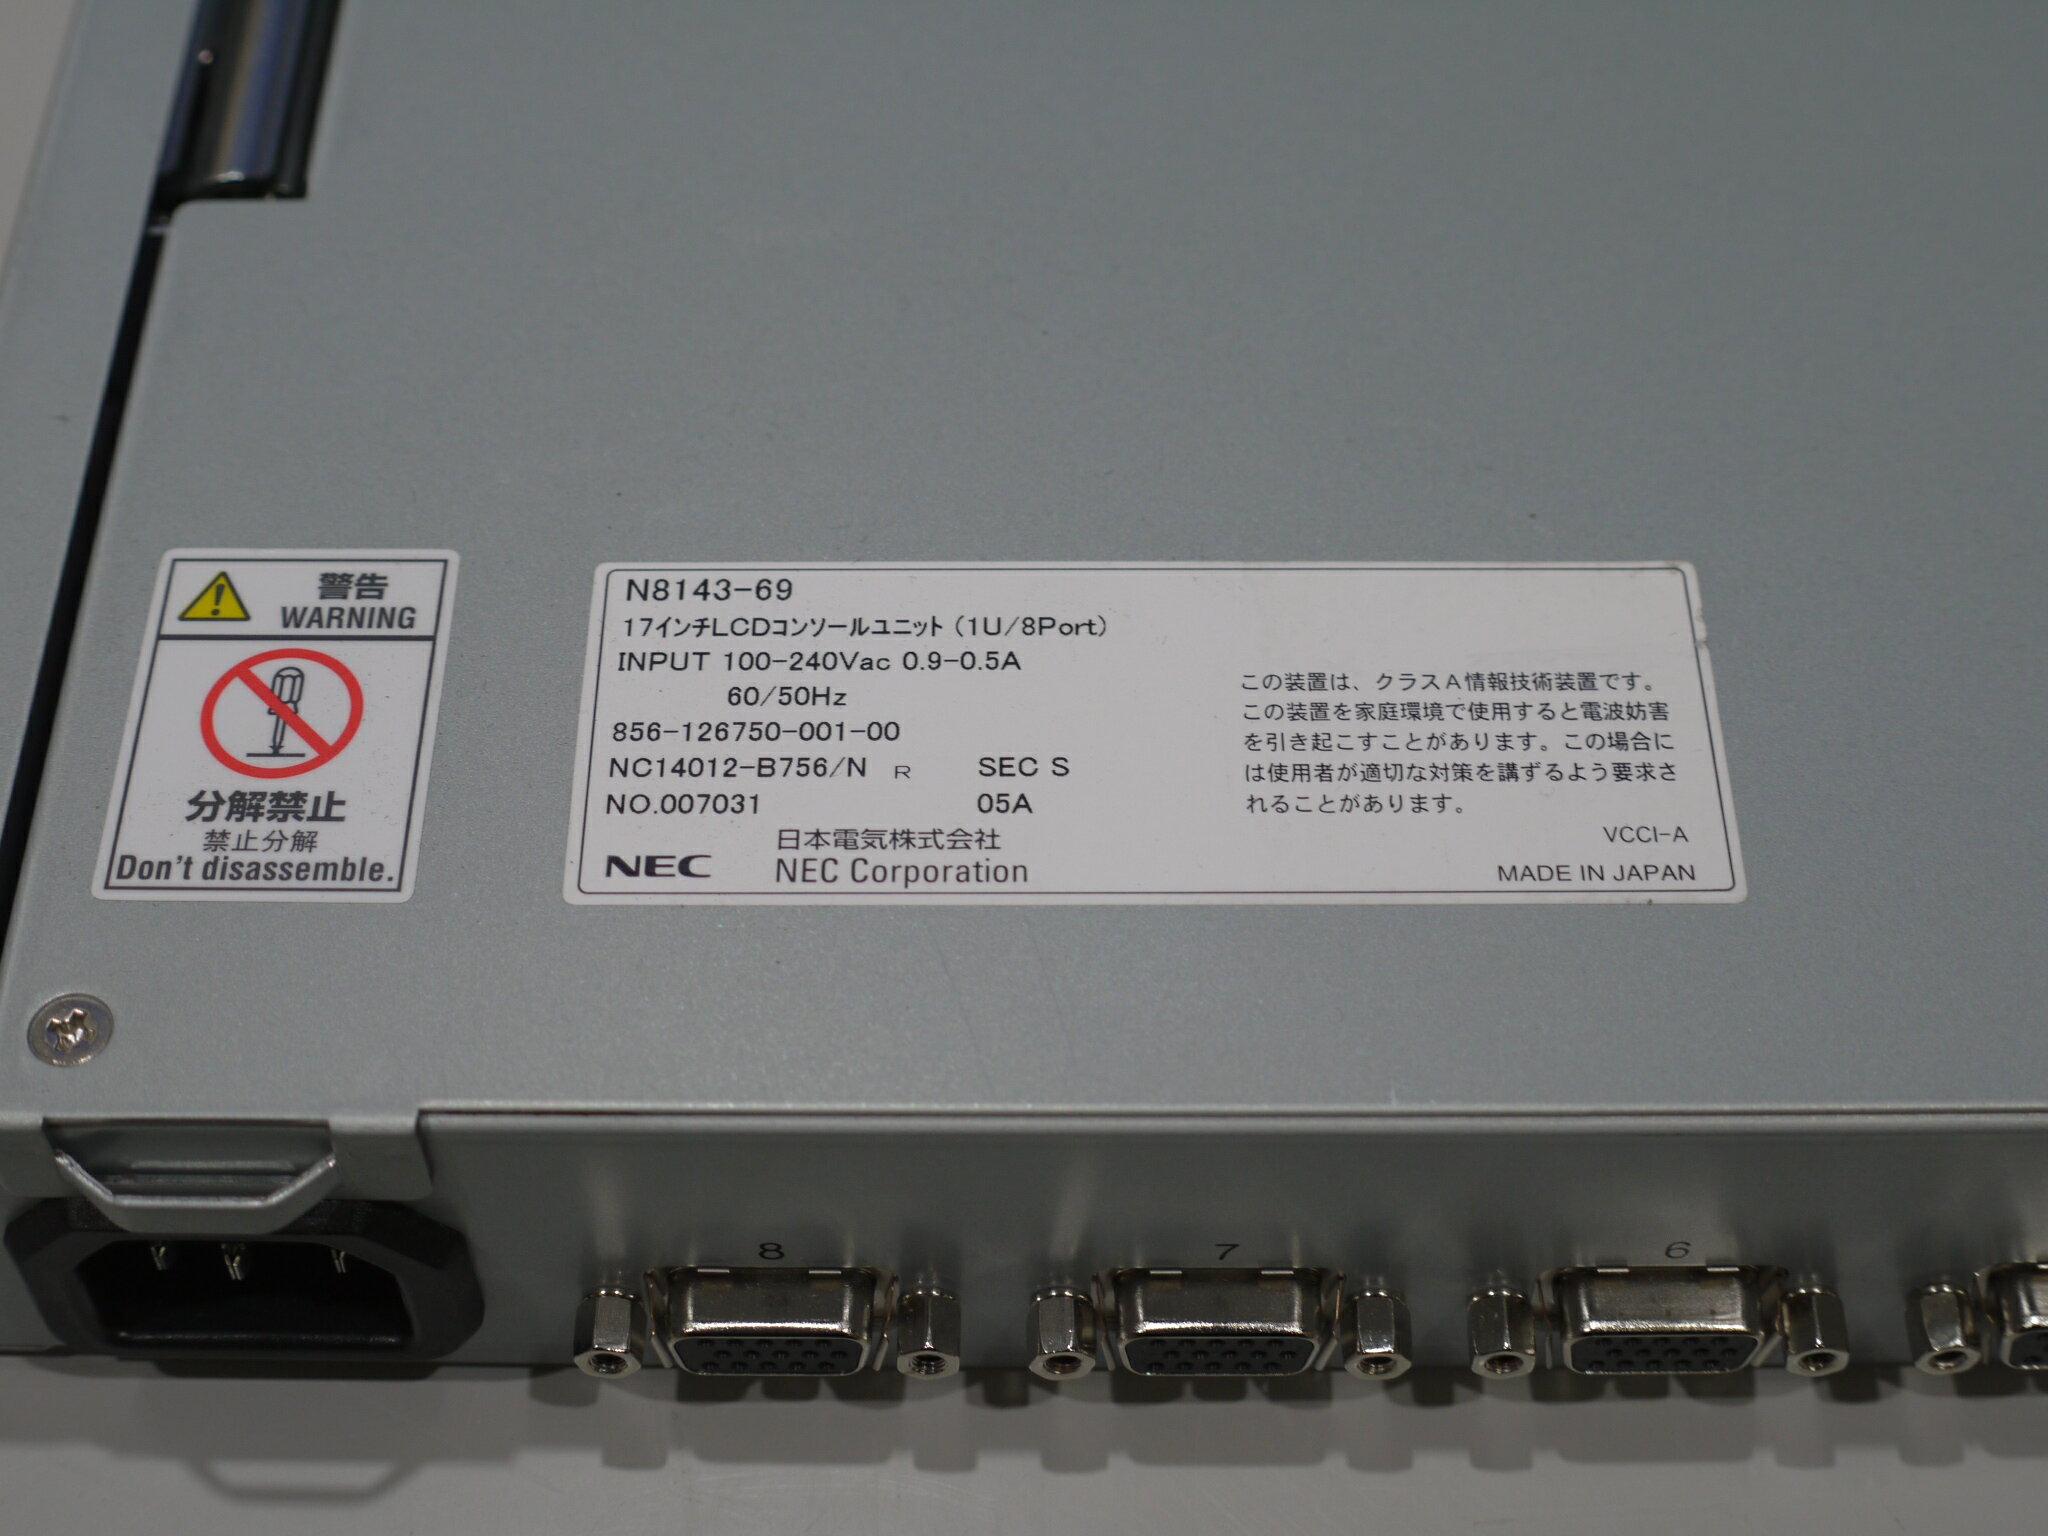 警告
WARNING
分解禁止
禁止分解
Don't disassemble.
N8143-69
17インチLCDコンソールユニット (1U/8Port)
INPUT 100-240Vac 0.9-0.5A
60/50Hz
856-126750-001-00
NC14012-B756/N R SEC S
NO.007031 05A
日本電気株式会社
NEC NEC Corporation
この装置は、クラスA情報技術装置です。
この装置を家庭環境で使用すると電波妨害
を引き起こすことがあります。この場合に
は使用者が適切な対策を講ずるよう要求さ
れることがあります。
VCCI-A
MADE IN JAPAN
8 7 6